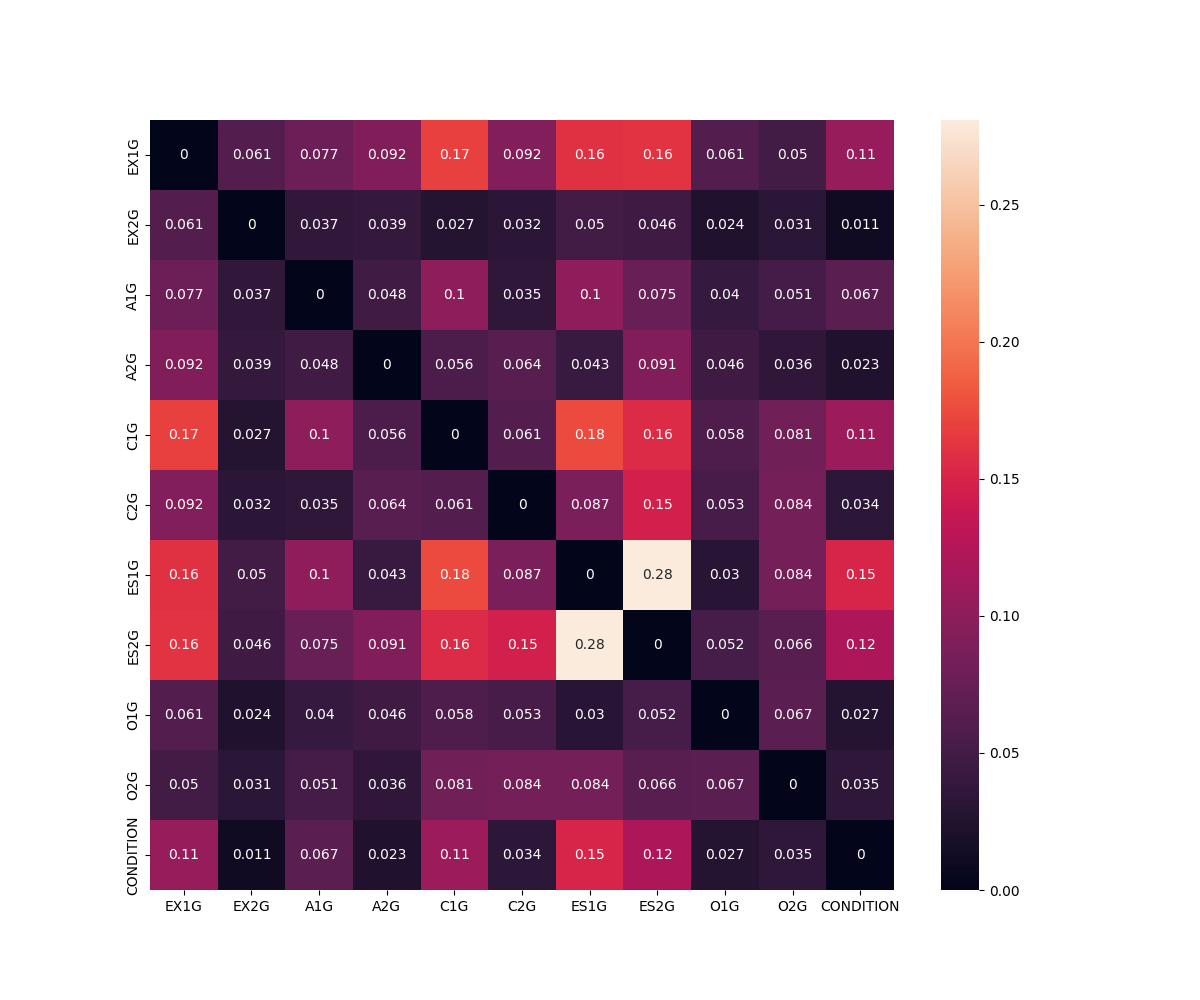 EX1G 0 0.061 0.077 0.092 0.17 0.092 0.16 0.16 0.061 0.05 0.11
EX2G 0.061 0 0.037 0.039 0.027 0.032 0.05 0.046 0.024 0.031 0.011
A1G 0.077 0.037 0 0.048 0.1 0.035 0.1 0.075 0.04 0.051 0.067
A2G 0.092 0.039 0.048 0 0.056 0.064 0.043 0.091 0.046 0.036 0.023
C1G 0.17 0.027 0.1 0.056 0 0.061 0.18 0.16 0.058 0.081 0.11
C2G 0.092 0.032 0.035 0.064 0.061 0 0.087 0.15 0.053 0.084 0.034
ES1G 0.16 0.05 0.1 0.043 0.18 0.087 0 0.28 0.03 0.084 0.15
ES2G 0.16 0.046 0.075 0.091 0.16 0.15 0.28 0 0.052 0.066 0.12
O1G 0.061 0.024 0.04 0.046 0.058 0.053 0.03 0.052 0 0.067 0.027
O2G 0.05 0.031 0.051 0.036 0.081 0.084 0.084 0.066 0.067 0 0.035
CONDITION 0.11 0.011 0.067 0.023 0.11 0.034 0.15 0.12 0.027 0.035 0
EX1G EX2G A1G A2G C1G C2G ES1G ES2G O1G O2G CONDITION
0.25
0.20
0.15
0.10
0.05
0.00